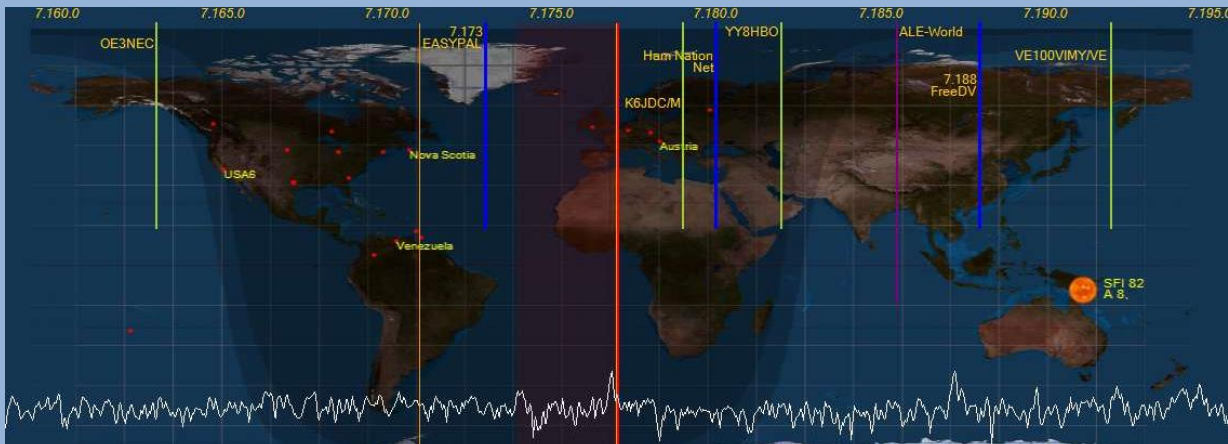 7.160.0 7.165.0 7.170.0 7.175.0 7.180.0 7.185.0 7.190.0 7.195.0
OE3NEC
7.173
EASYPAL
Ham Nation
Net
YY8HBO
ALE-World
VE100VIMY/VE
7.188
FreeDV
K6JDC/M
Nova Scotia
Austria
USA6
Venezuela
SFI 82
A 8,